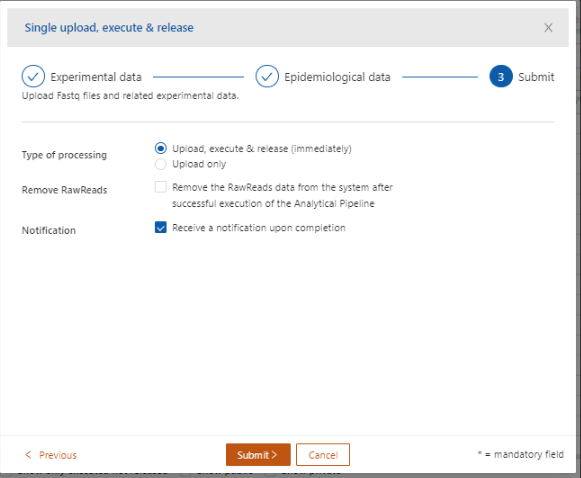 Single upload, execute & release
Experimental data
Epidemiological data
3 Submit
Upload Fastq files and related experimental data.
Type of processing
Upload, execute & release (immediately)
Upload only
Remove RawReads
Remove the RawReads data from the system after
successful execution of the Analytical Pipeline
Notification
Receive a notification upon completion
< Previous
Submit >
Cancel
* = mandatory field